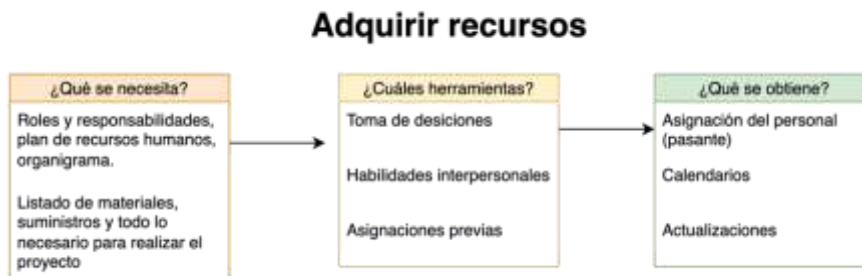 Adquirir recursos
¿Qué se necesita?
Roles y responsabilidades,
plan de recursos humanos,
organigrama.
Listado de materiales,
suministros y todo lo
necesario para realizar el
proyecto
¿Cuáles herramientas?
Toma de desiciones
Habilidades interpersonales
Asignaciones previas
¿Qué se obtiene?
Asignación del personal
(pasante)
Calendarios
Actualizaciones